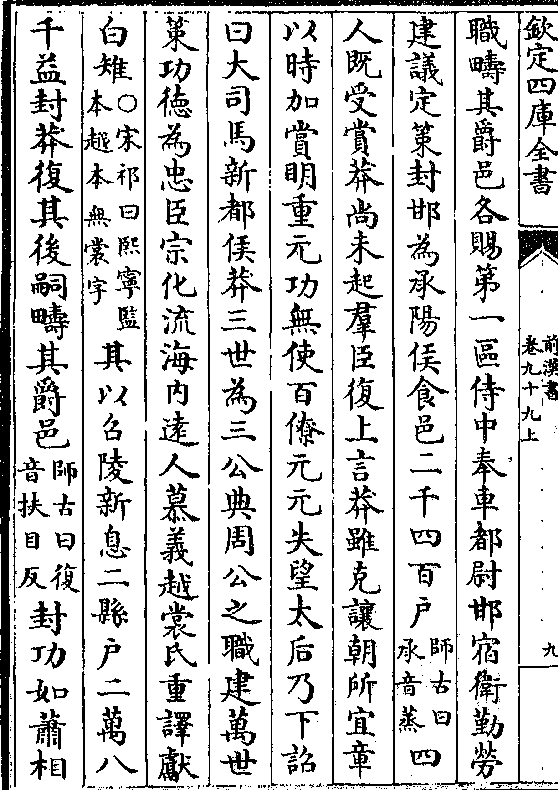 欽定四庫全書
前漢書
卷九十九上
九
職疇其爵邑各賜第一區侍中奉車都尉邯宿衛勤勞
建議定策封邯為承陽侯食邑二千四百户師古曰承音蒸四
人既受賞莽尚未起羣臣復上言莽雖克讓朝所宜章
以時加賞明重元功無使百僚元元失望太后乃下詔
曰大司馬新都侯莽三世為三公典周公之職建萬世
策功徳為忠臣宗化流海内逺人慕義越裳氏重譯獻
白雉○宋祁曰熙寧監本越本無裳字其以召陵新息二縣户二萬八
千益封莽復其後嗣疇其爵邑師古曰復音扶目反封功如蕭相